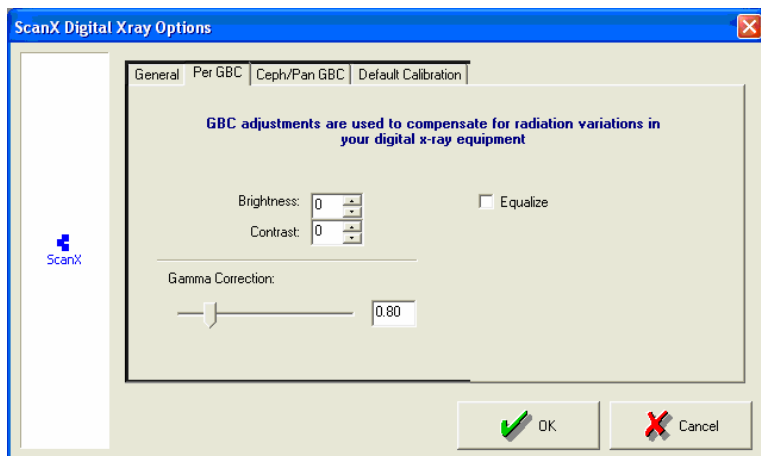 ScanX Digital Xray Options
General Per GBC Ceph/Pan GBC Default Calibration
GBC adjustments are used to compensate for radiation variations in
your digital x-ray equipment
Brightness: 0 Equalize
Contrast: 0
ScanX
Gamma Correction:
0.80
OK Cancel